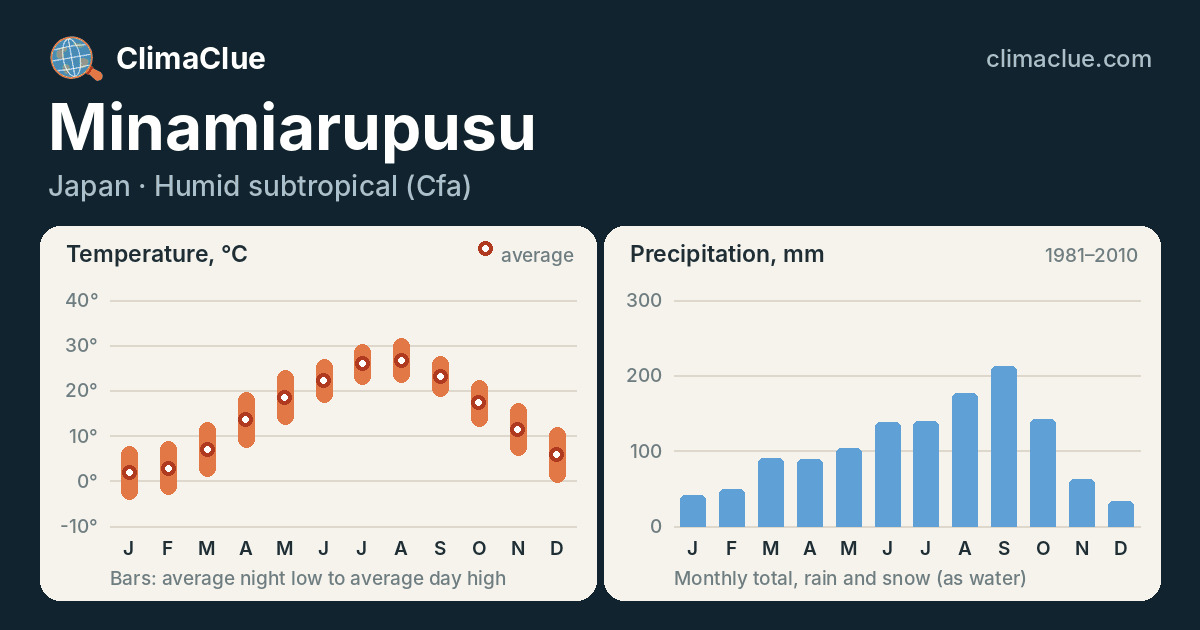 ClimaClue
climaclue.com
Minamiarupusu
Japan · Humid subtropical (Cfa)
Temperature, °C
average
40°
30°
20°
10°
0°
-10°
J F M A M J J A S O N D
Bars: average night low to average day high
Precipitation, mm
1981–2010
300
200
100
0
J F M A M J J A S O N D
Monthly total, rain and snow (as water)